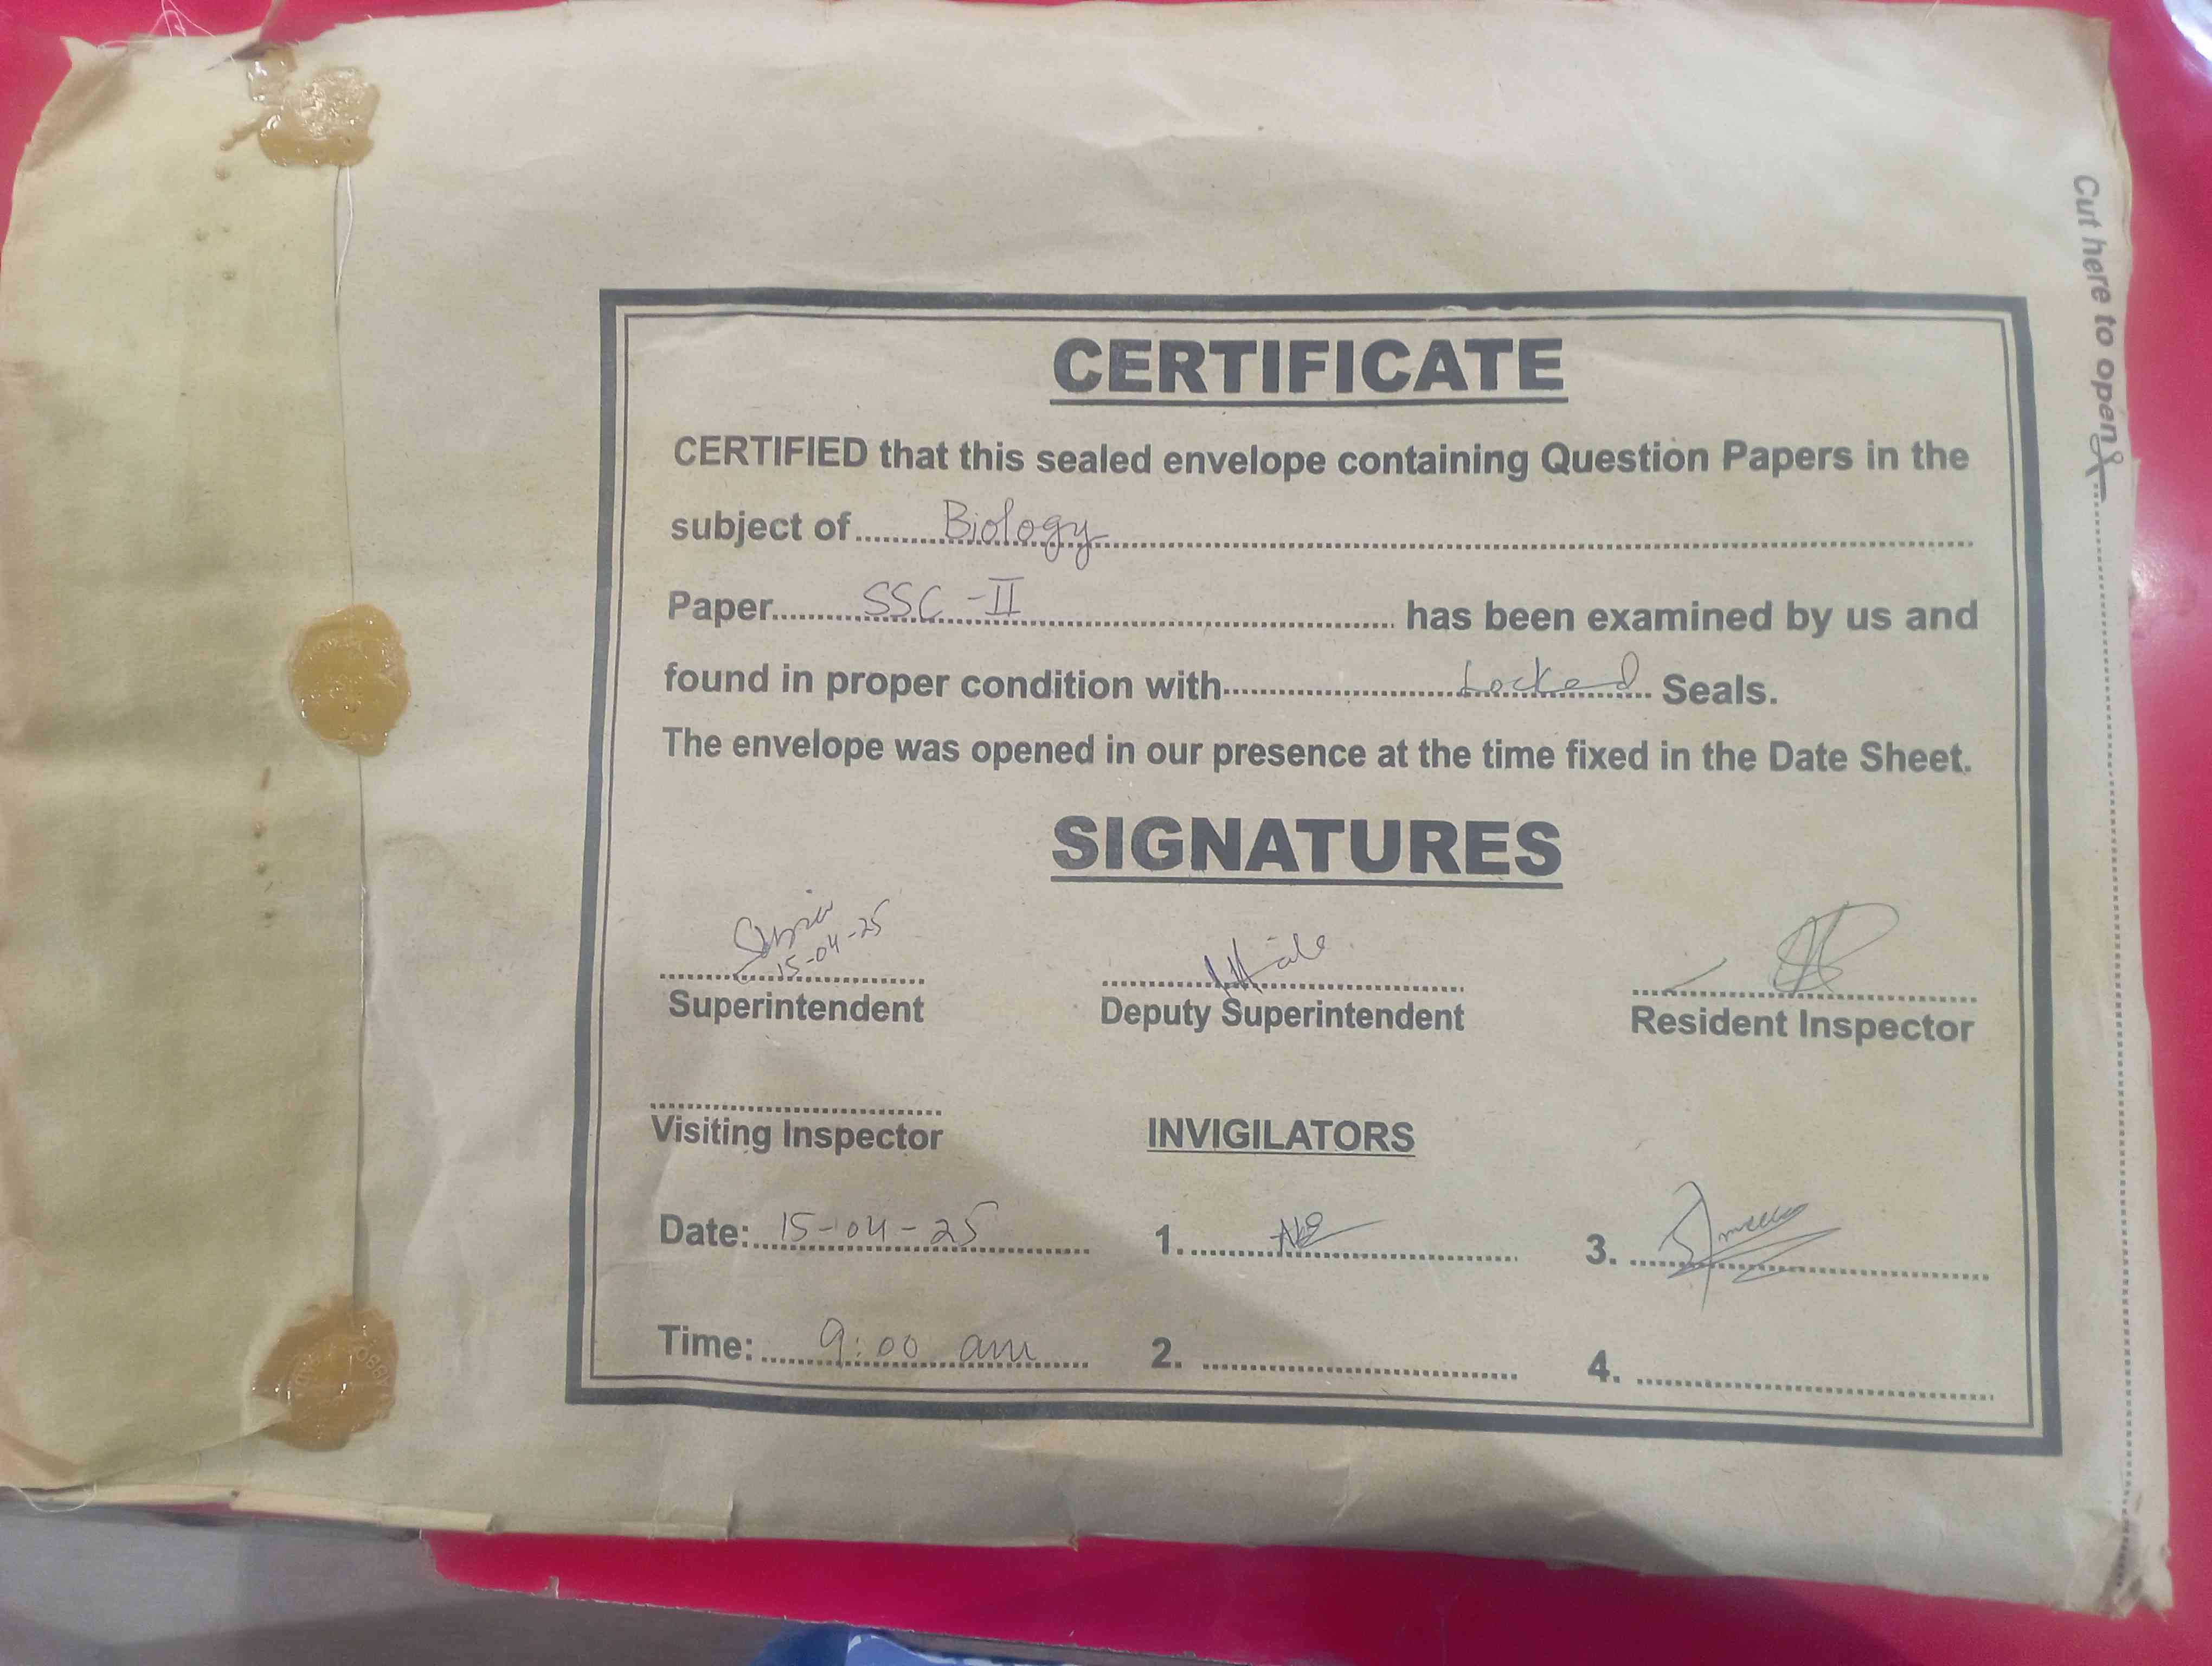 Cut here to open
CERTIFICATE
CERTIFIED that this sealed envelope containing Question Papers in the
subject of Biology
Paper SSC -II has been examined by us and
found in proper condition with Locked Seals.
The envelope was opened in our presence at the time fixed in the Date Sheet.
SIGNATURES
15-04-25
Superintendent
Deputy Superintendent
Resident Inspector
Visiting Inspector
INVIGILATORS
Date: 15-04-25
1.
3.
Time: 9:00 am
2.
4.